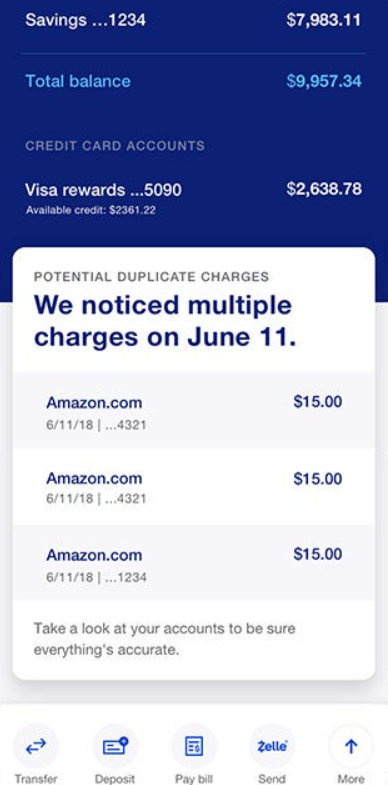 Savings ...1234 $7,983.11
Total balance $9,957.34
CREDIT CARD ACCOUNTS
Visa rewards ...5090 $2,638.78
Available credit: $2361.22
POTENTIAL DUPLICATE CHARGES
We noticed multiple
charges on June 11.
Amazon.com $15.00
6/11/18 | ...4321
Amazon.com $15.00
6/11/18 | ...4321
Amazon.com $15.00
6/11/18 | ...1234
Take a look at your accounts to be sure
everything's accurate.
Zelle
Transfer Deposit Pay bill Send More